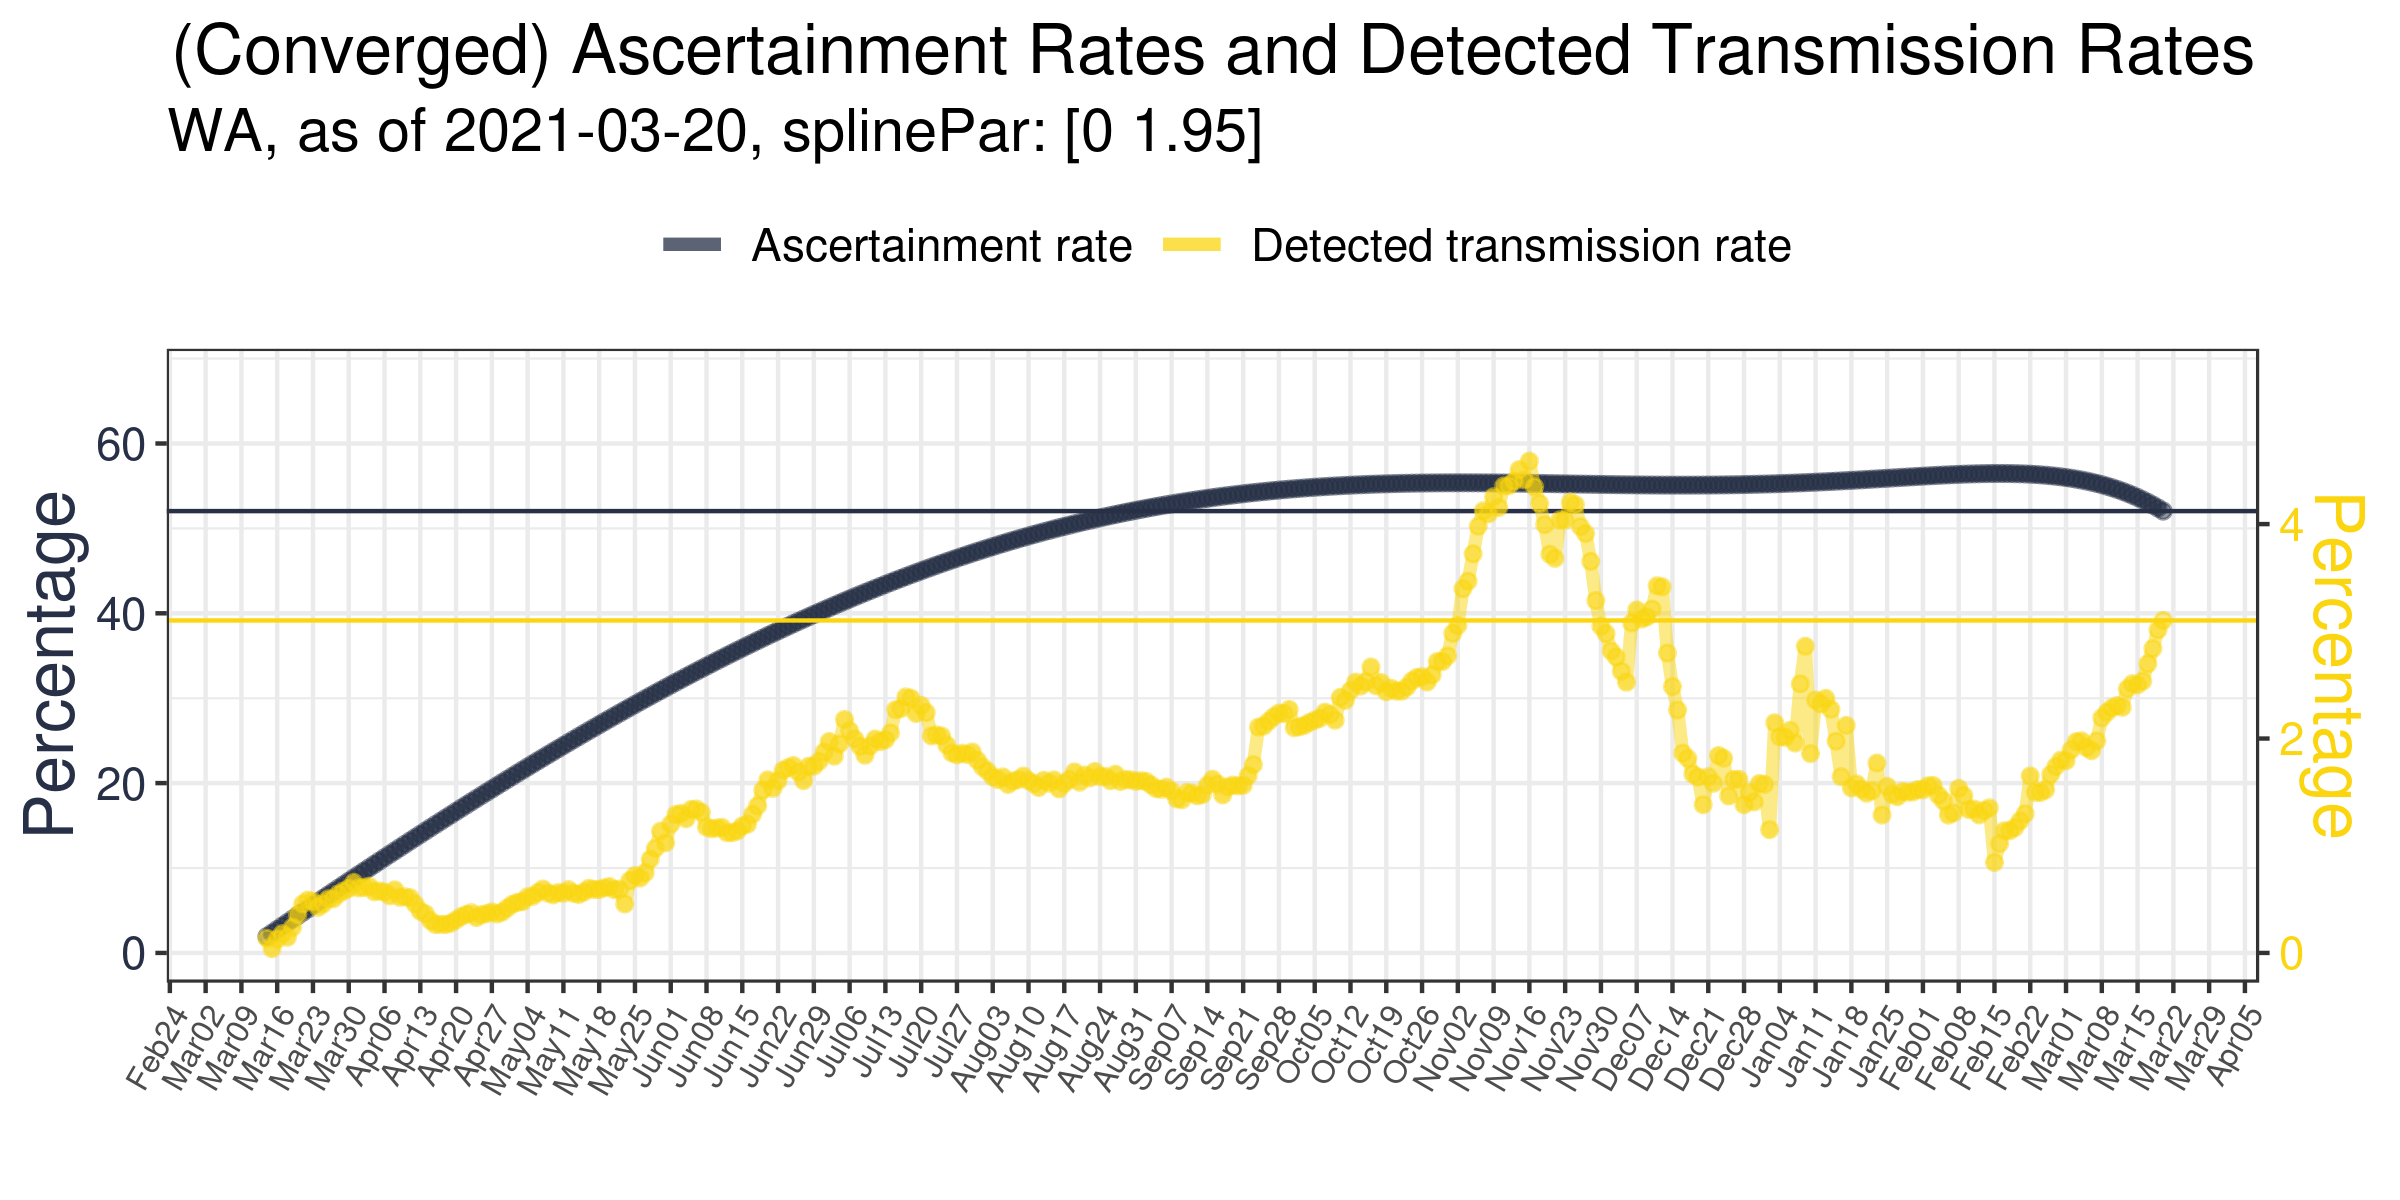 (Converged) Ascertainment Rates and Detected Transmission Rates
WA, as of 2021-03-20, splinePar: [0 1.95]
Ascertainment rate
Detected transmission rate
Percentage
60
40
20
0
4
2
0
Percentage
Feb24
Mar02
Mar09
Mar16
Mar23
Mar30
Apr06
Apr13
Apr20
Apr27
May04
May11
May18
May25
Jun01
Jun08
Jun15
Jun22
Jun29
Jul06
Jul13
Jul20
Jul27
Aug03
Aug10
Aug17
Aug24
Aug31
Sep07
Sep14
Sep21
Sep28
Oct05
Oct12
Oct19
Oct26
Nov02
Nov09
Nov16
Nov23
Nov30
Dec07
Dec14
Dec21
Dec28
Jan04
Jan11
Jan18
Jan25
Feb01
Feb08
Feb15
Feb22
Mar01
Mar08
Mar15
Mar22
Mar29
Apr05